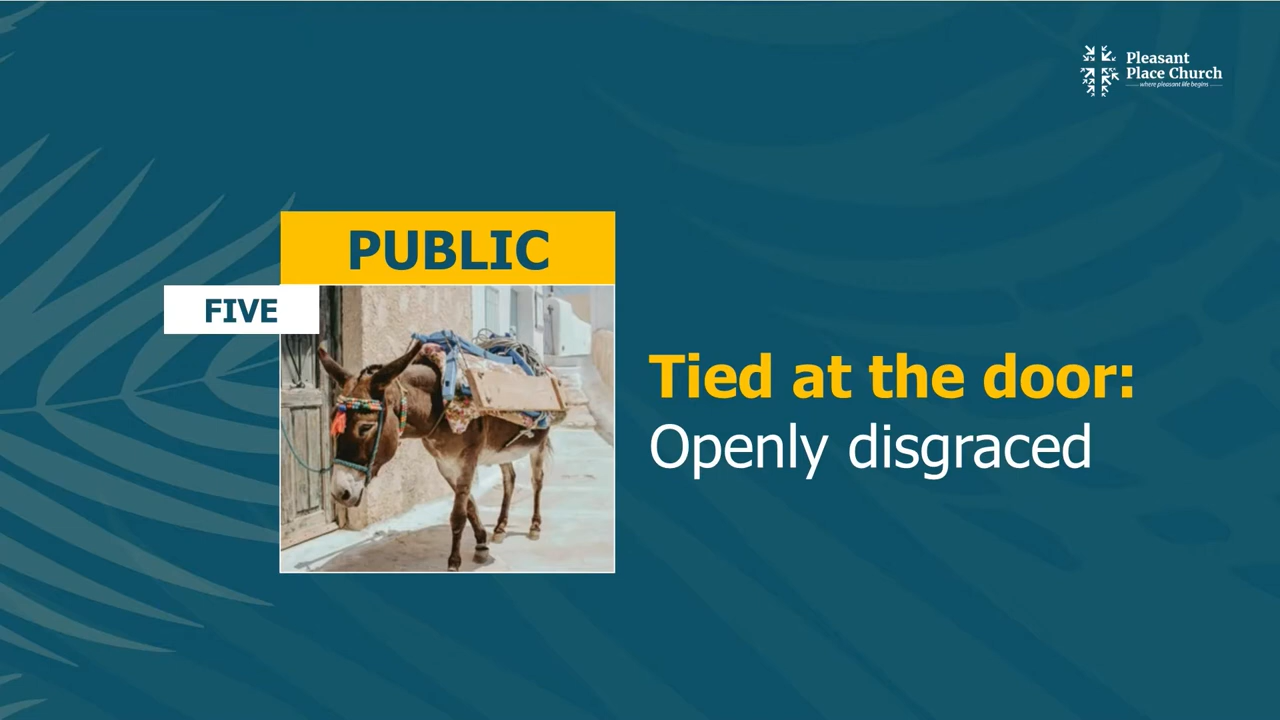 Pleasant
Place Church
where pleasant life begins
PUBLIC
FIVE
Tied at the door:
Openly disgraced